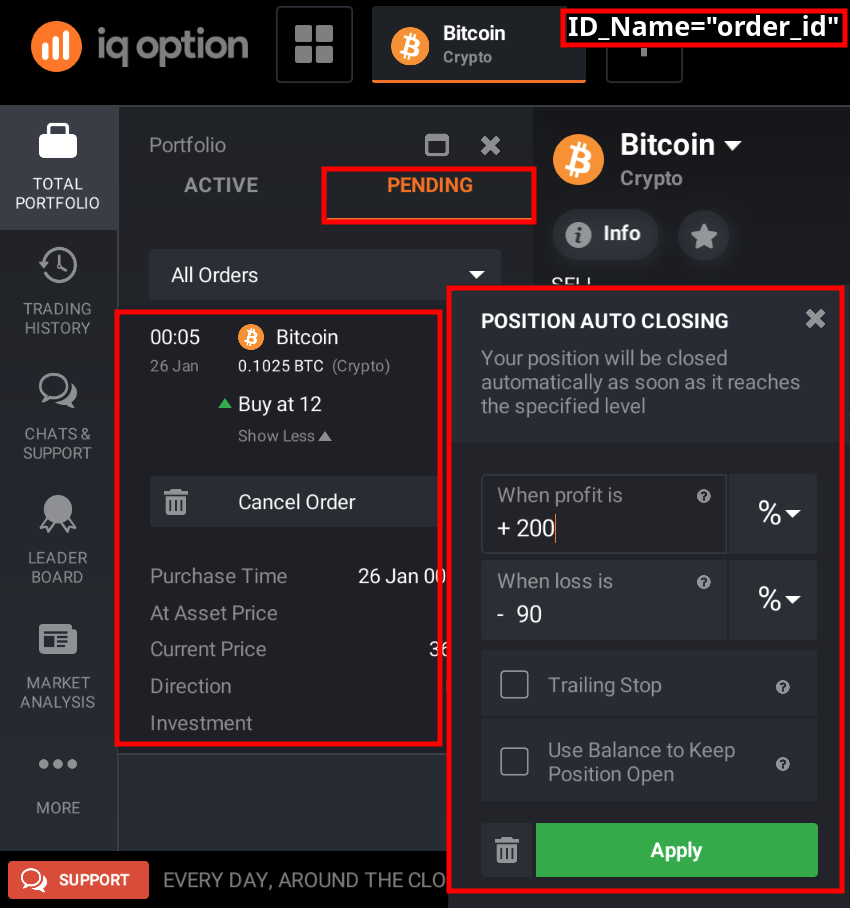 iq option
Bitcoin
Crypto
ID_Name="order_id"
TOTAL
PORTFOLIO
TRADING
HISTORY
CHATS &
SUPPORT
LEADER
BOARD
MARKET
ANALYSIS
MORE
Portfolio
ACTIVE
PENDING
All Orders
00:05
Bitcoin
26 Jan
0.1025 BTC (Crypto)
Buy at 12
Show Less
Cancel Order
Purchase Time
26 Jan 00
At Asset Price
Current Price
36
Direction
Investment
Bitcoin
Crypto
Info
SELL
POSITION AUTO CLOSING
Your position will be closed
automatically as soon as it reaches
the specified level
When profit is
+ 200
%
When loss is
- 90
%
Trailing Stop
Use Balance to Keep
Position Open
Apply
SUPPORT
EVERY DAY, AROUND THE CLO